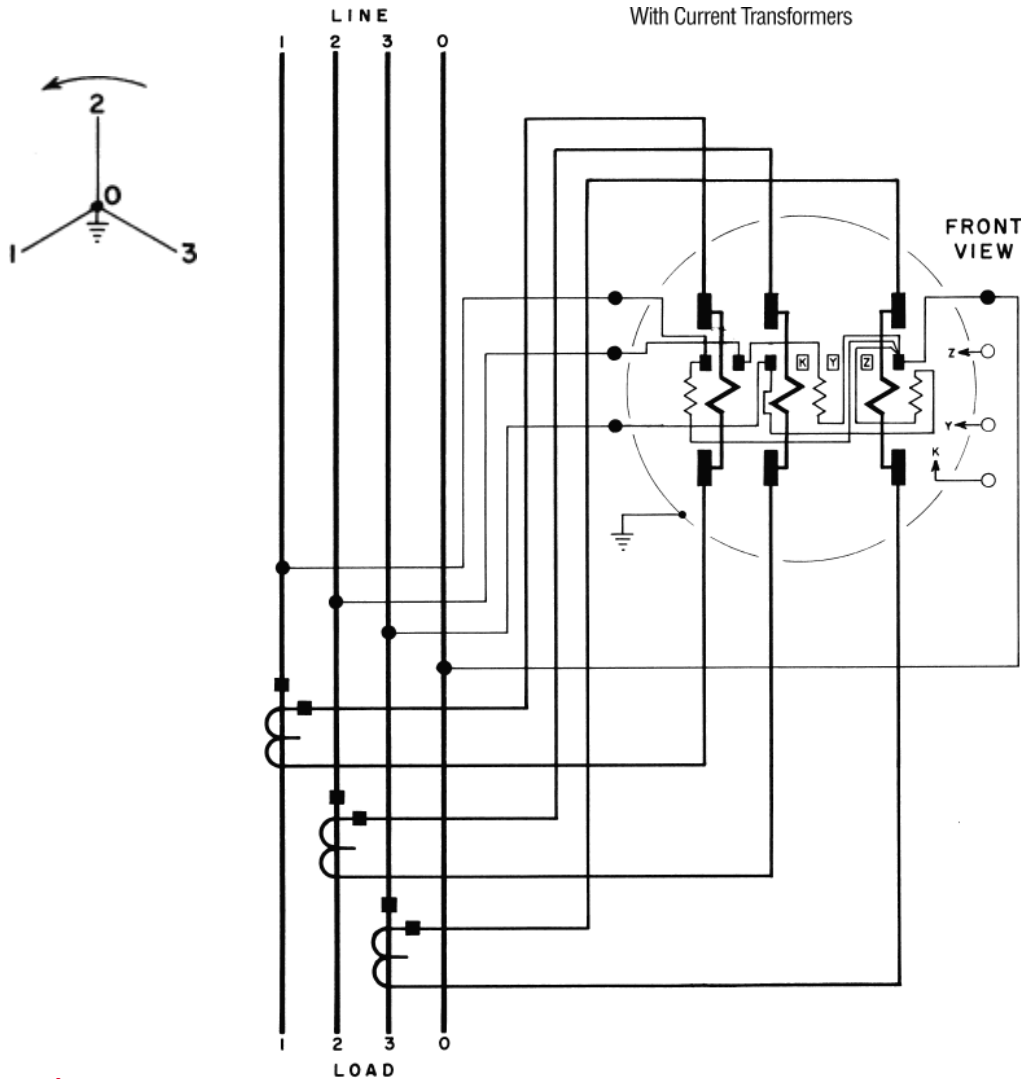 LINE
With Current Transformers
1 2 3 0
2
0
1 3
FRONT
VIEW
K Y Z
Z
Y
K
1 2 3 0
LOAD